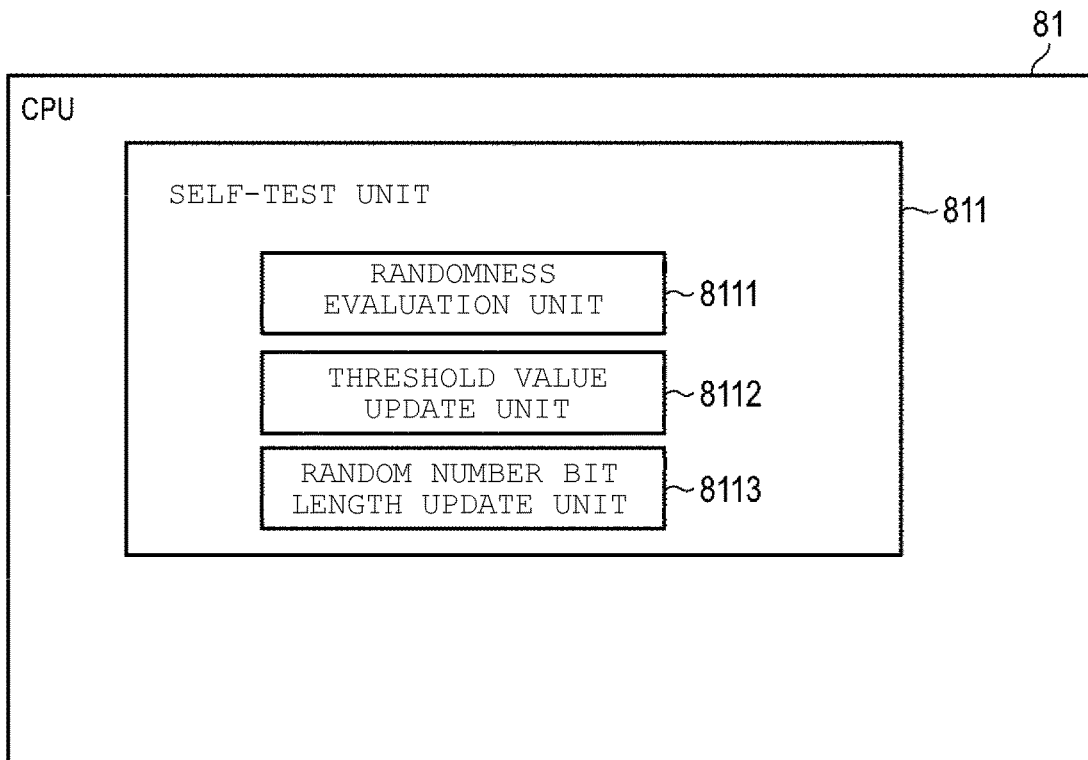 81
CPU
SELF-TEST UNIT
811
RANDOMNESS
EVALUATION UNIT
8111
THRESHOLD VALUE
UPDATE UNIT
8112
RANDOM NUMBER BIT
LENGTH UPDATE UNIT
8113